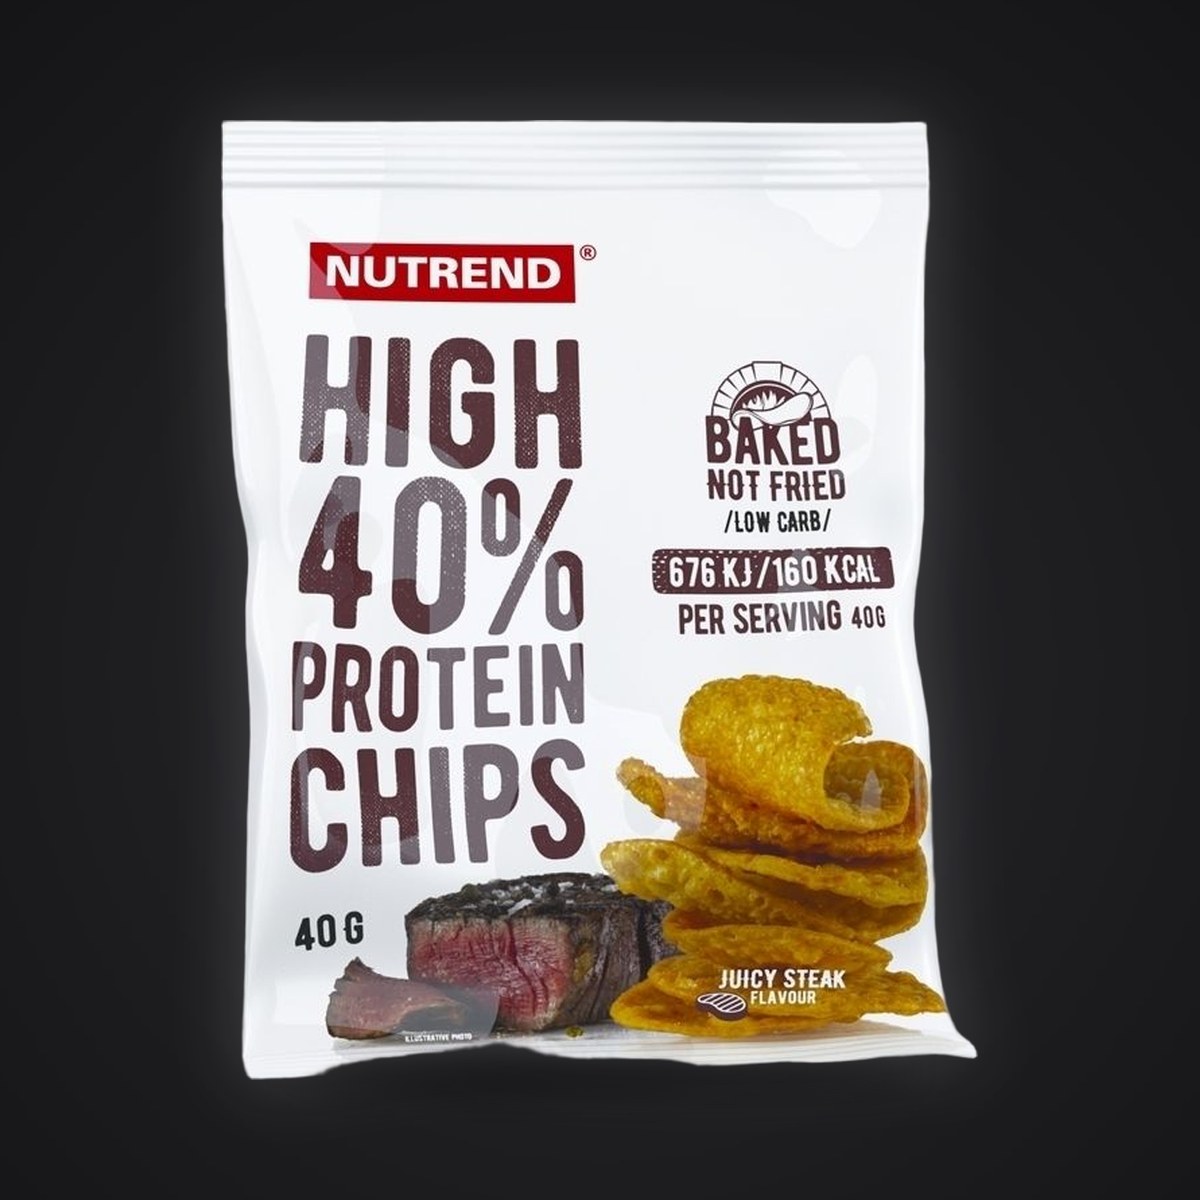 NUTREND®
HIGH
40%
PROTEIN
CHIPS
BAKED
NOT FRIED
/LOW CARB/
676 KJ/160 KCAL
PER SERVING 40G
40 G
JUICY STEAK
FLAVOUR
ILLUSTRATIVE PHOTO